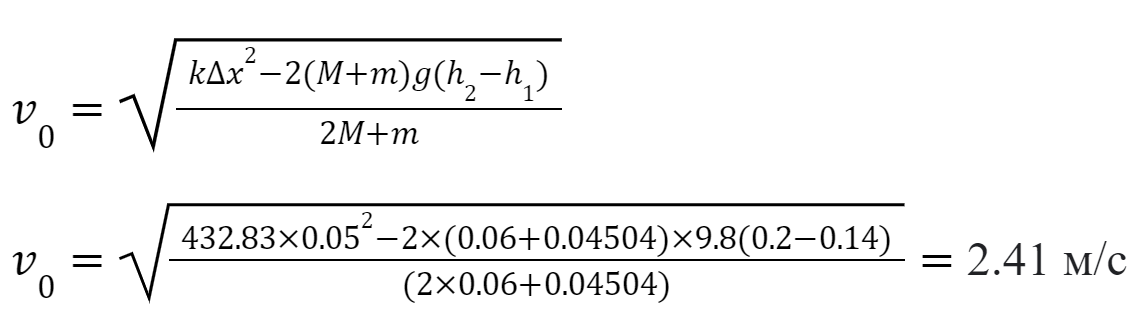 v₀ = √((kΔx² − 2(M+m)g(h₂−h₁)) / (2M+m))
v₀ = √((432.83×0.05² − 2×(0.06+0.04504)×9.8(0.2−0.14)) / (2×0.06+0.04504)) = 2.41 м/с